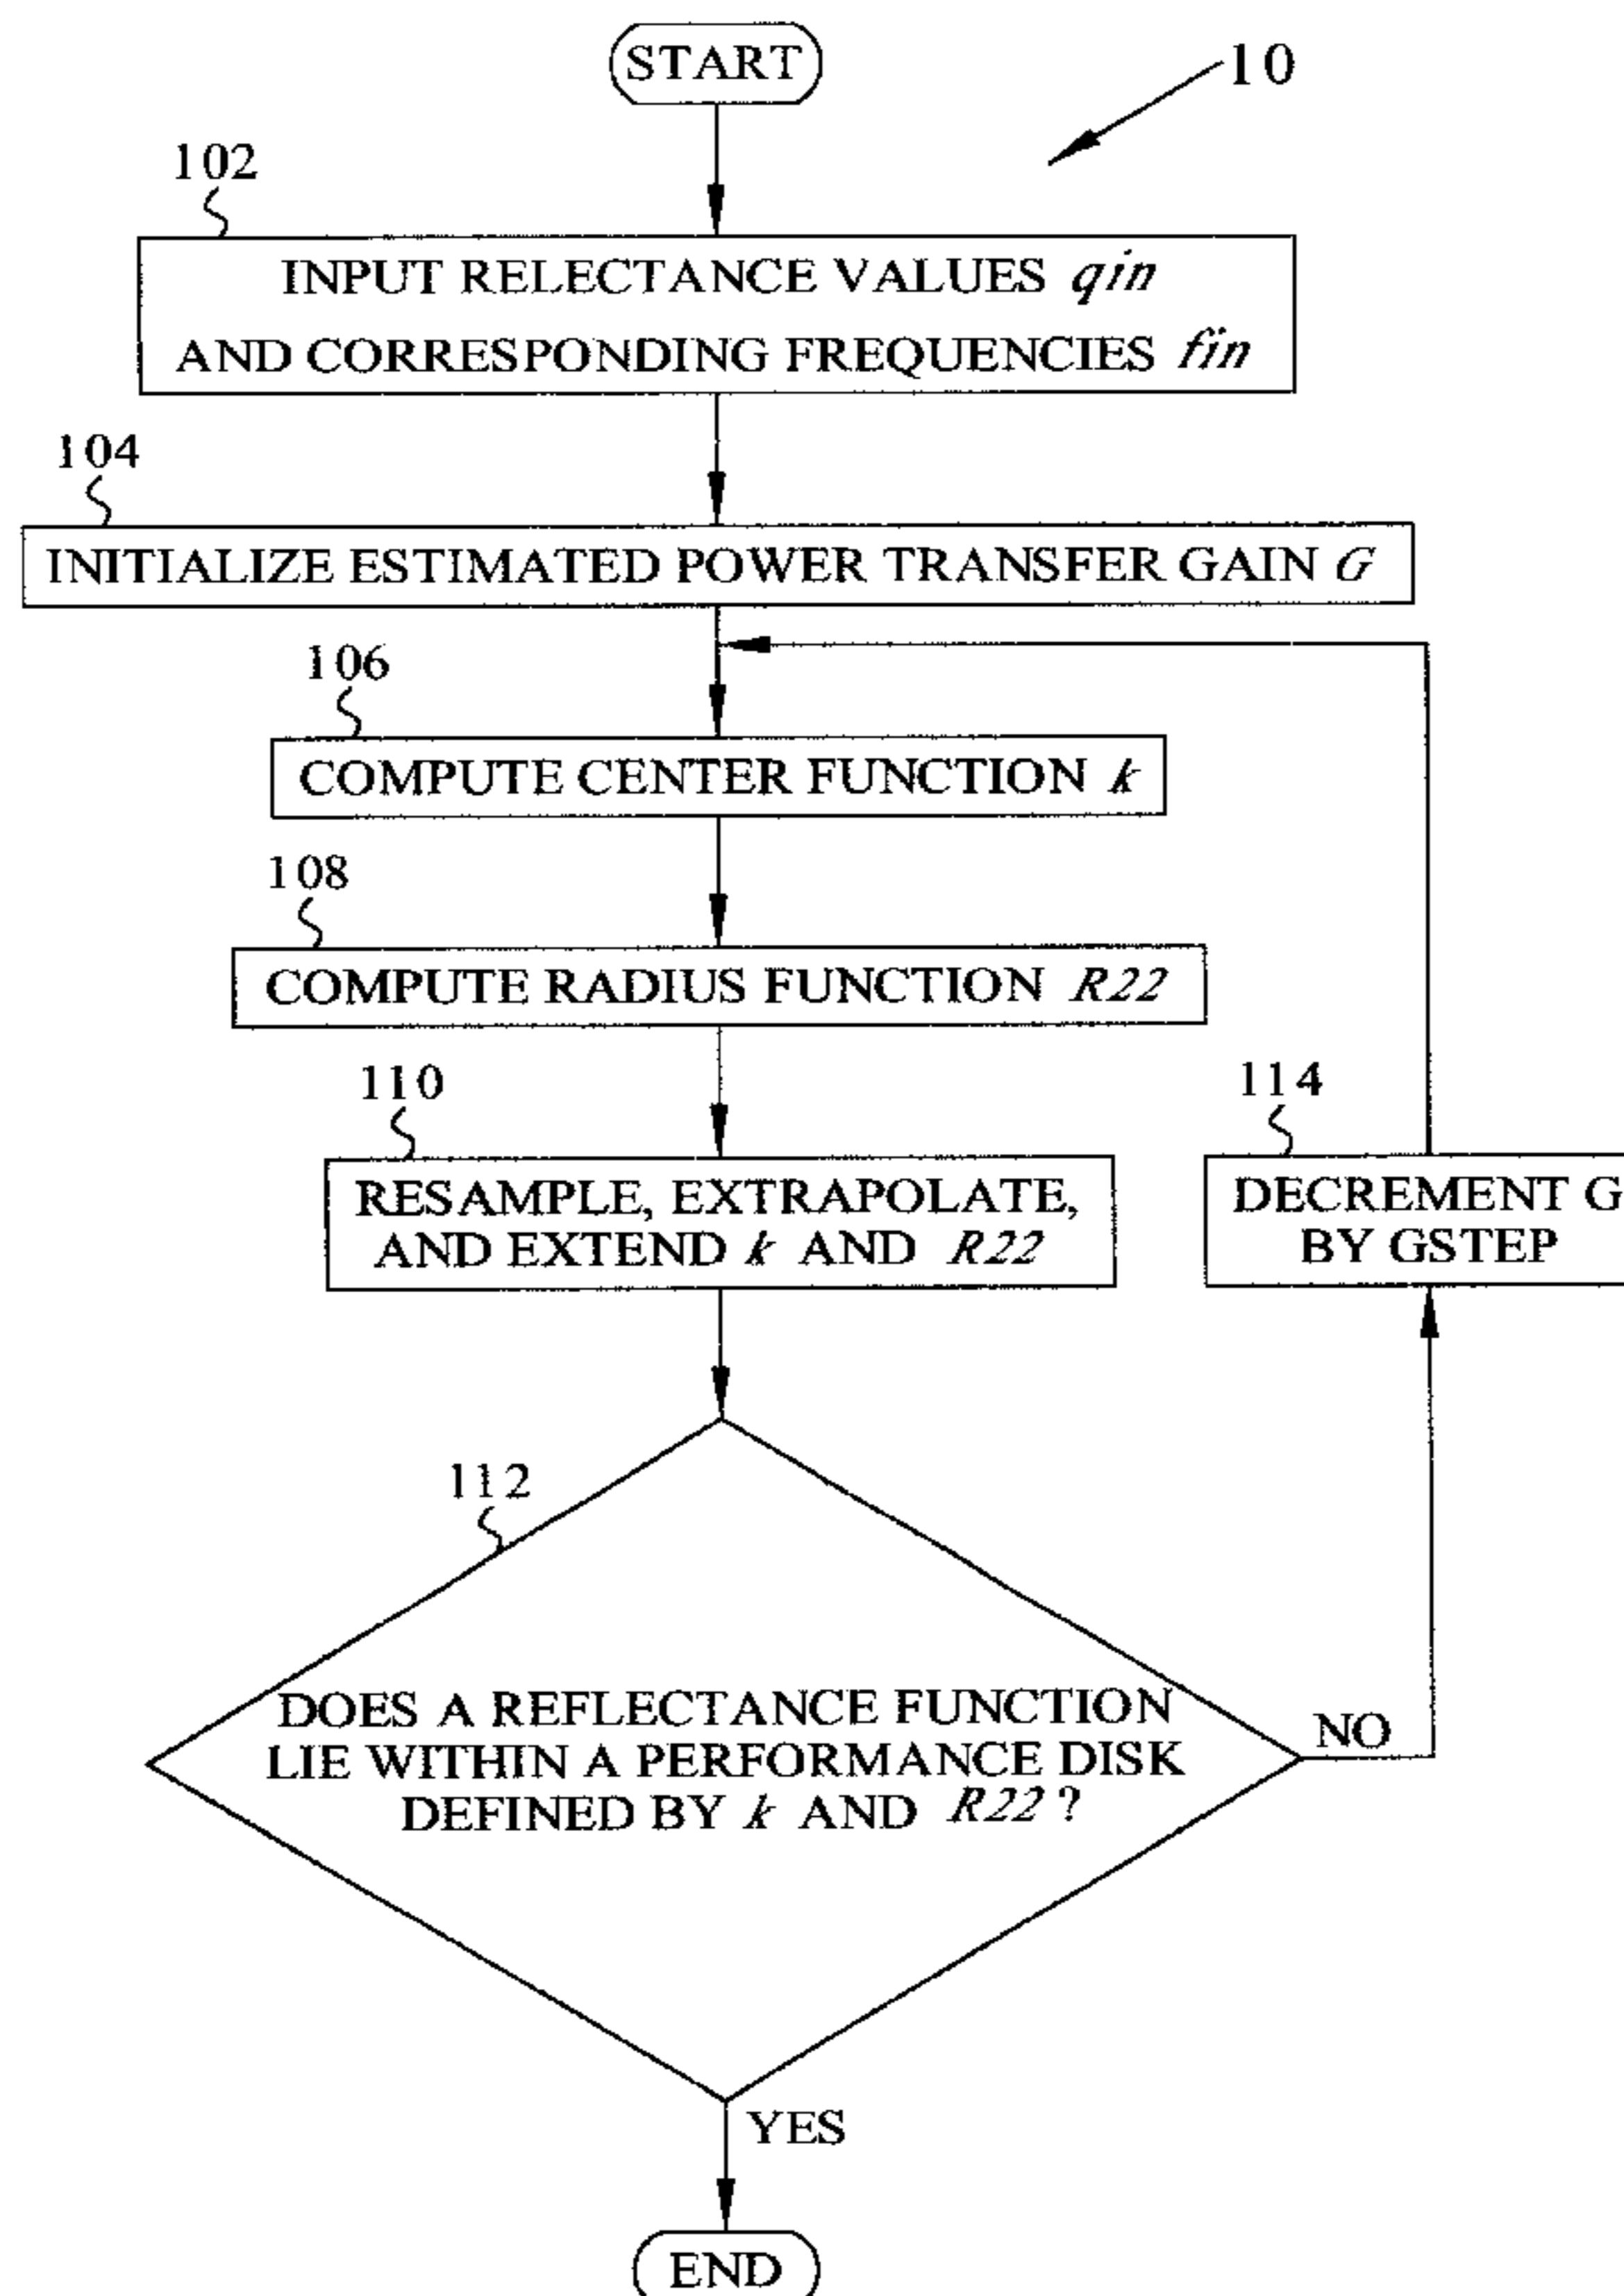 START
10
102
INPUT RELECTANCE VALUES qin
AND CORRESPONDING FREQUENCIES fin
104
INITIALIZE ESTIMATED POWER TRANSFER GAIN G
106
COMPUTE CENTER FUNCTION k
108
COMPUTE RADIUS FUNCTION R22
110
RESAMPLE, EXTRAPOLATE,
AND EXTEND k AND R22
114
DECREMENT G
BY GSTEP
112
DOES A REFLECTANCE FUNCTION
LIE WITHIN A PERFORMANCE DISK
DEFINED BY k AND R22 ?
NO
YES
END